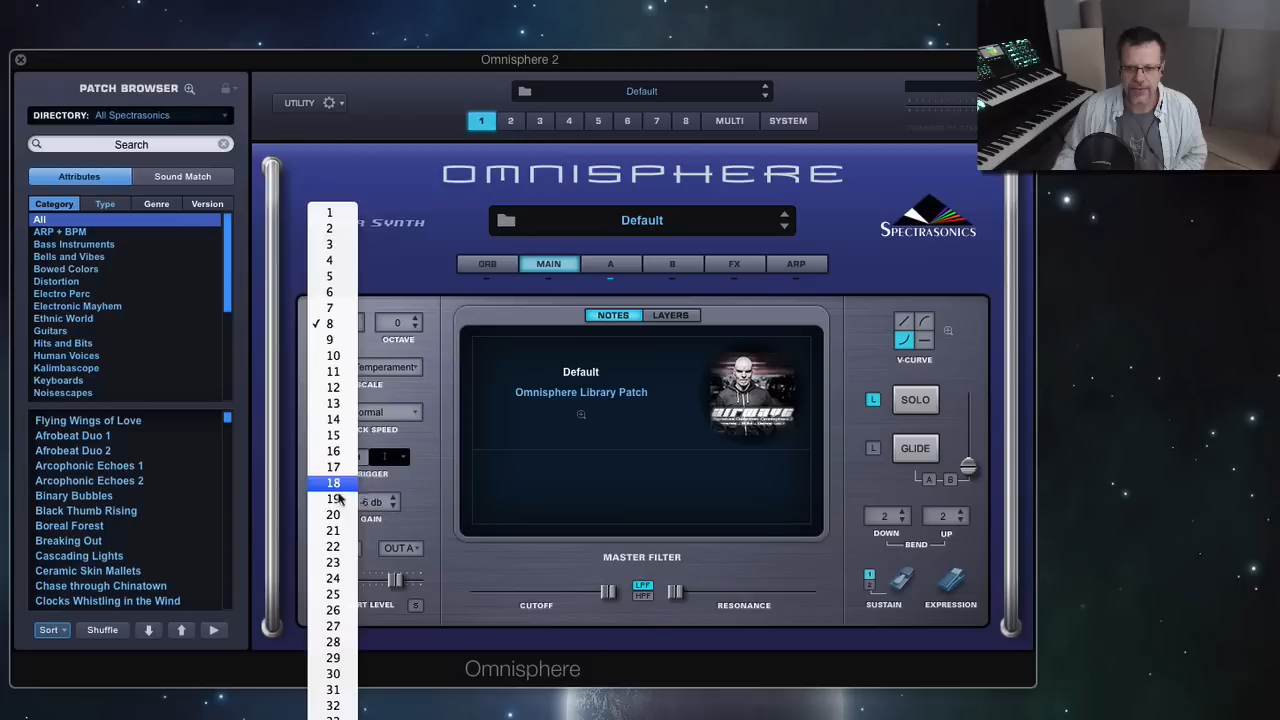 Omnisphere 2
PATCH BROWSER
DIRECTORY: All Spectrasonics
Search
Attributes
Sound Match
Category
Type
Genre
Version
All
ARP + BPM
Bass Instruments
Bells and Vibes
Bowed Colors
Distortion
Electro Perc
Electronic Mayhem
Ethnic World
Guitars
Hits and Bits
Human Voices
Kalimbascope
Keyboards
Noisescapes
Flying Wings of Love
Afrobeat Duo 1
Afrobeat Duo 2
Arcophonic Echoes 1
Arcophonic Echoes 2
Binary Bubbles
Black Thumb Rising
Boreal Forest
Breaking Out
Cascading Lights
Ceramic Skin Mallets
Chase through Chinatown
Clocks Whistling in the Wind
Sort
Shuffle
UTILITY
Default
1 2 3 4 5 6 7 8 MULTI SYSTEM
OMNISPHERE
SYNTH
Default
SPECTRASONICS
ORB MAIN A B FX ARP
1
2
3
4
5
6
7
✓ 8
9
10
11
12
13
14
15
16
17
18
19
20
21
22
23
24
25
26
27
28
29
30
31
32
0
OCTAVE
Temperament
-6 db
GAIN
OUT A
LEVEL
S
NOTES
LAYERS
Default
Omnisphere Library Patch
airwave
MASTER FILTER
CUTOFF
LPF
HPF
RESONANCE
V-CURVE
L SOLO
L GLIDE
A B
2 2
DOWN UP
BEND
1
2
SUSTAIN
EXPRESSION
Omnisphere